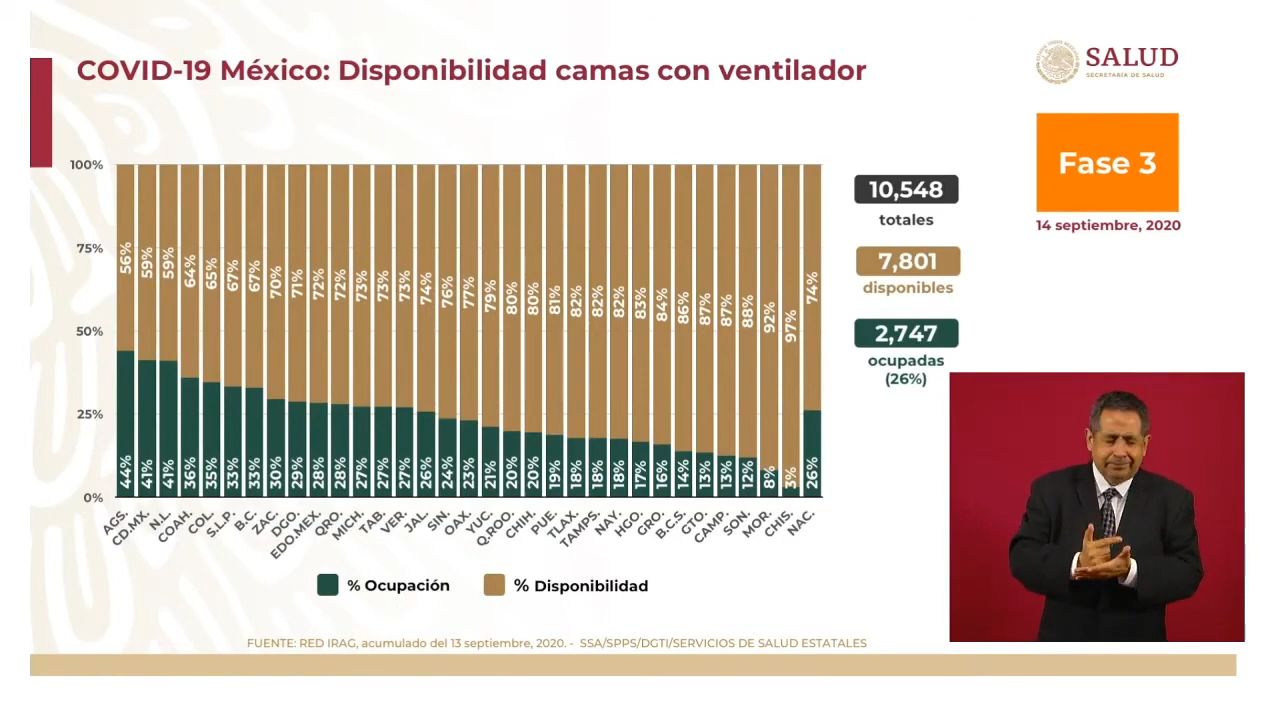 COVID-19 México: Disponibilidad camas con ventilador
SALUD
SECRETARÍA DE SALUD
Fase 3
14 septiembre, 2020
10,548
totales
7,801
disponibles
2,747
ocupadas
(26%)
100%
75%
50%
25%
0%
56% 59% 59% 64% 65% 67% 67% 70% 71% 72% 72% 73% 73% 73% 74% 76% 77% 79% 80% 80% 81% 82% 82% 82% 83% 84% 86% 87% 87% 88% 92% 97% 74%
44% 41% 41% 36% 35% 33% 33% 30% 29% 28% 28% 27% 27% 27% 26% 24% 23% 21% 20% 20% 19% 18% 18% 18% 17% 16% 14% 13% 13% 12% 8% 3% 26%
AGS. CD.MX. N.L. COAH. COL. S.L.P. B.C. ZAC. DGO. EDO.MEX. QRO. MICH. TAB. VER. JAL. SIN. OAX. YUC. Q.ROO. CHIH. PUE. TLAX. TAMPS. NAY. HGO. GRO. B.C.S. GTO. CAMP. SON. MOR. CHIS. NAC.
% Ocupación
% Disponibilidad
FUENTE: RED IRAG, acumulado del 13 septiembre, 2020. - SSA/SPPS/DGTI/SERVICIOS DE SALUD ESTATALES